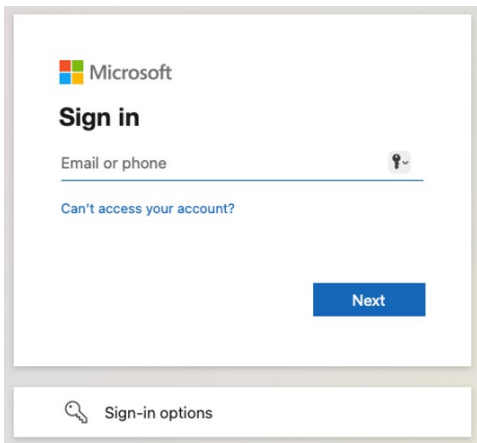 Microsoft
Sign in
Email or phone
Can't access your account?
Next
Sign-in options